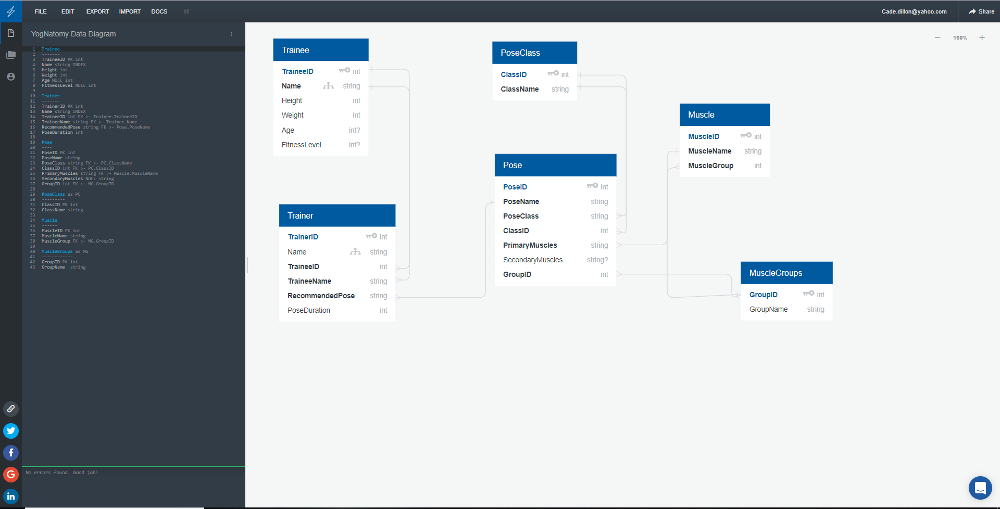 FILE EDIT EXPORT IMPORT DOCS
Cade.dillon@yahoo.com Share
YogNatomy Data Diagram
1 Trainee
2 -------
3 TraineeID PK int
4 Name string INDEX
5 Height int
6 Weight int
7 Age NULL int
8 FitnessLevel NULL int
9
10 Trainer
11 -------
12 TrainerID PK int
13 Name string INDEX
14 TraineeID int FK >- Trainee.TraineeID
15 TraineeName string FK >- Trainee.Name
16 RecommendedPose string FK >- Pose.PoseName
17 PoseDuration int
18
19 Pose
20 ----
21 PoseID PK int
22 PoseName string
23 PoseClass string FK >- PC.ClassName
24 ClassID int FK >- PC.ClassID
25 PrimaryMuscles string FK >- Muscle.MuscleName
26 SecondaryMuscles NULL string
27 GroupID int FK >- MG.GroupID
28
29 PoseClass as PC
30 ---------
31 ClassID PK int
32 ClassName string
33
34 Muscle
35 ------
36 MuscleID PK int
37 MuscleName string
38 MuscleGroup FK >- MG.GroupID
39
40 MuscleGroups as MG
41 ------------
42 GroupID PK int
43 GroupName string
No errors found. Good job!
150%
Trainee
TraineeID int
Name string
Height int
Weight int
Age int?
FitnessLevel int?
Trainer
TrainerID int
Name string
TraineeID int
TraineeName string
RecommendedPose string
PoseDuration int
PoseClass
ClassID int
ClassName string
Pose
PoseID int
PoseName string
PoseClass string
ClassID int
PrimaryMuscles string
SecondaryMuscles string?
GroupID int
Muscle
MuscleID int
MuscleName string
MuscleGroup int
MuscleGroups
GroupID int
GroupName string